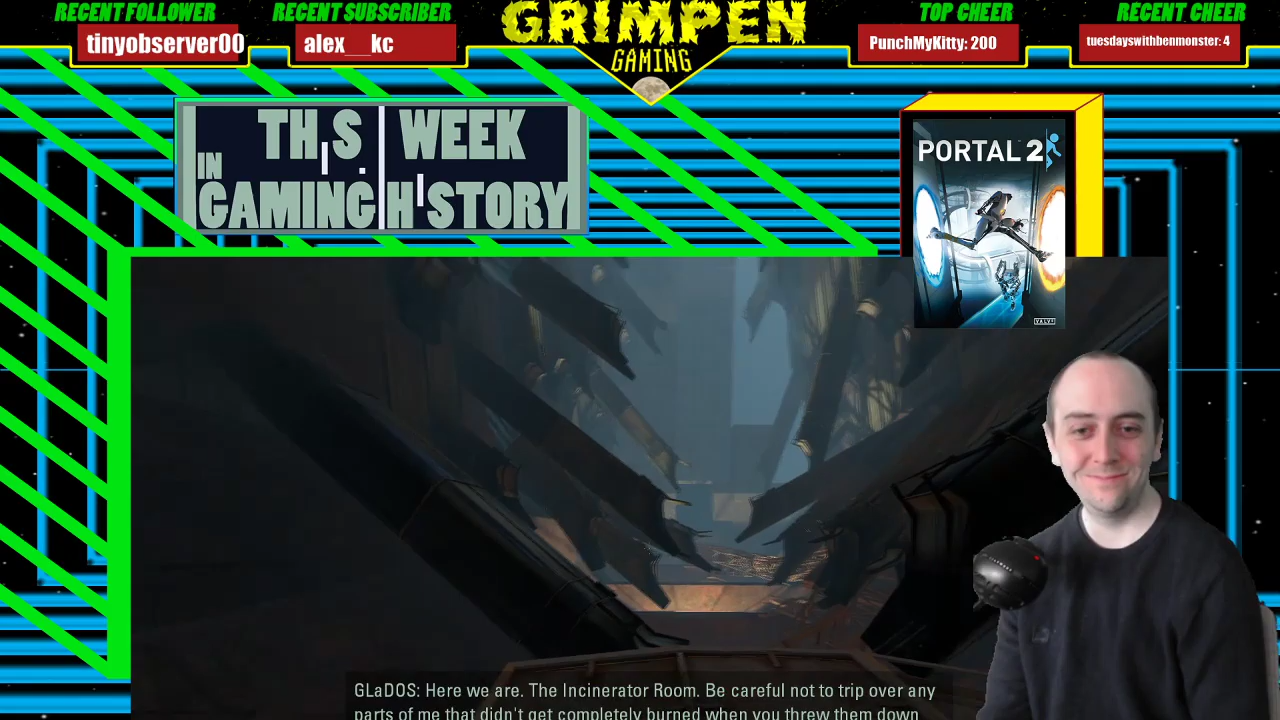 RECENT FOLLOWER
tinyobserver00
RECENT SUBSCRIBER
alex__kc
GRIMPEN
GAMING
TOP CHEER
PunchMyKitty: 200
RECENT CHEER
tuesdayswithbenmonster: 4
THIS WEEK
IN
GAMING HISTORY
PORTAL 2
VALVE
GLaDOS: Here we are. The Incinerator Room. Be careful not to trip over any
parts of me that didn't get completely burned when you threw them down